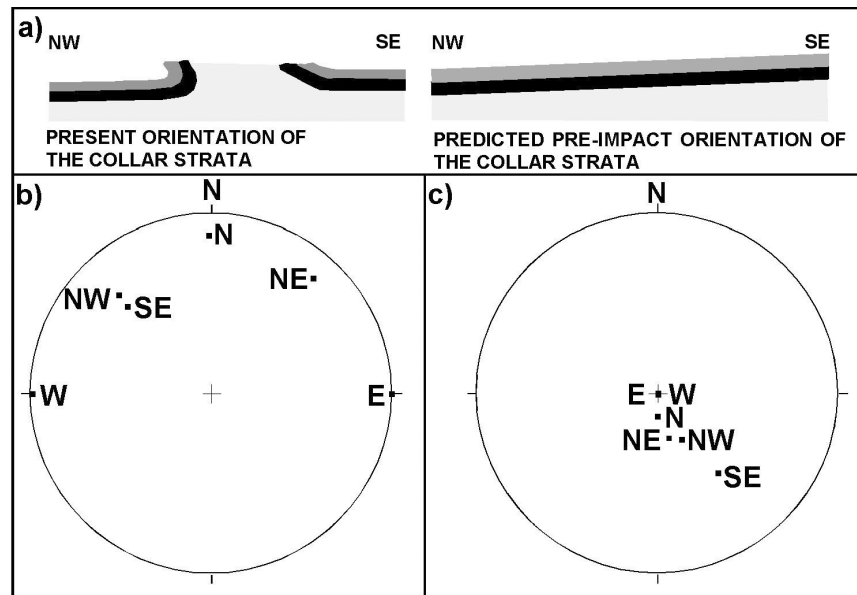 a)
NW
SE
NW
SE
PRESENT ORIENTATION OF
THE COLLAR STRATA
PREDICTED PRE-IMPACT ORIENTATION OF
THE COLLAR STRATA
b)
N
N
NE
NW
SE
W
E
c)
N
E
W
N
NE
NW
SE